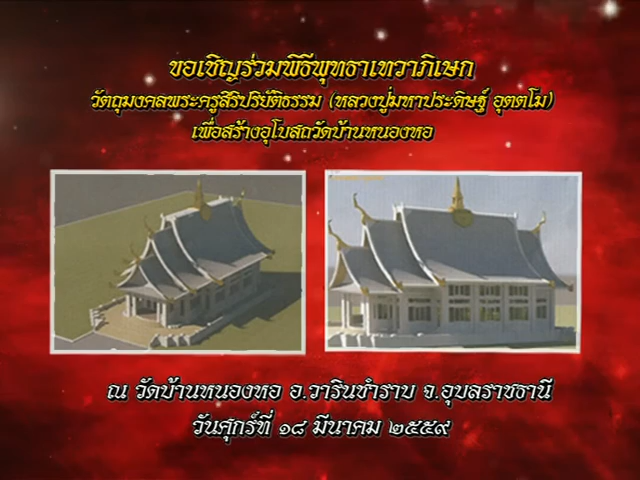 ขอเชิญร่วมพิธีพุทธาเทวาภิเษก
วัตถุมงคลพระครูสิริปริยัติธรรม (หลวงปู่มหาประดิษฐ์ อุตตโม)
เพื่อสร้างอุโบสถวัดบ้านหนองหอ
ณ วัดบ้านหนองหอ อ.วารินชำราบ จ.อุบลราชธานี
วันศุกร์ที่ ๑๘ มีนาคม ๒๕๕๙